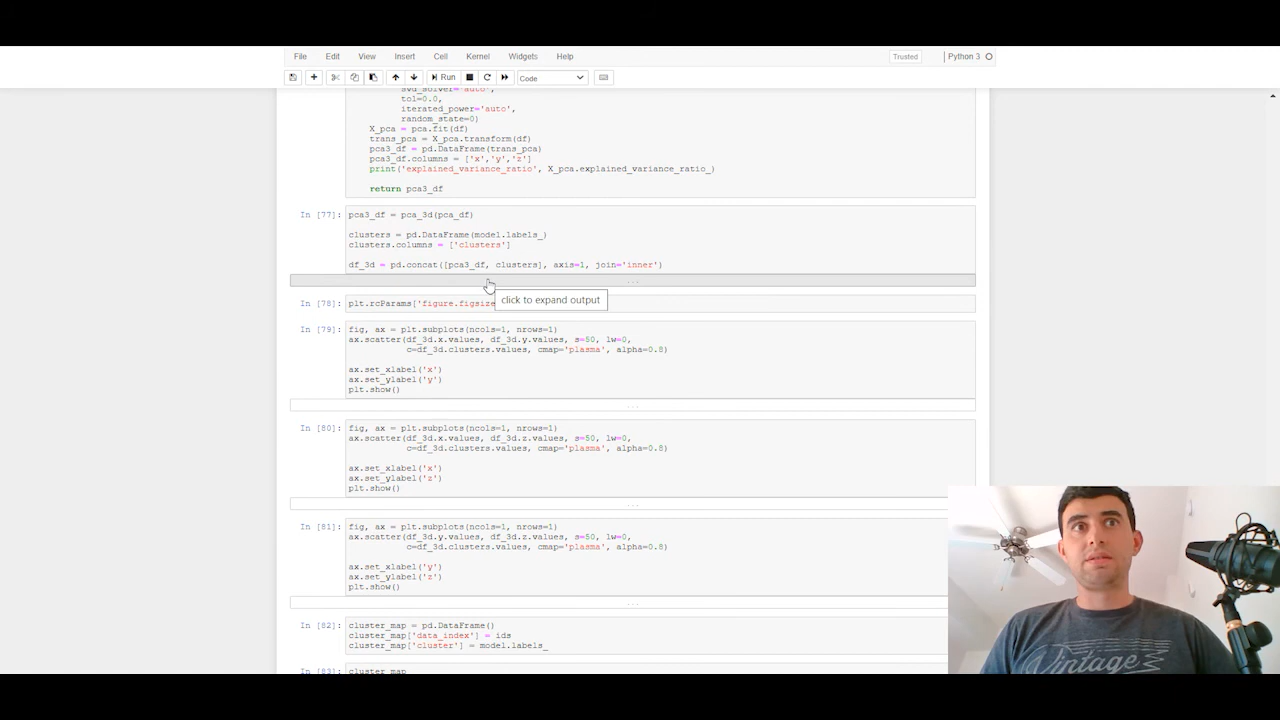 File Edit View Insert Cell Kernel Widgets Help Trusted Python 3
Run Code
svd_solver='auto',
tol=0.0,
iterated_power='auto',
random_state=0)
X_pca = pca.fit(df)
trans_pca = X_pca.transform(df)
pca3_df = pd.DataFrame(trans_pca)
pca3_df.columns = ['x','y','z']
print('explained_variance_ratio', X_pca.explained_variance_ratio_)
return pca3_df
In [77]: pca3_df = pca_3d(pca_df)
clusters = pd.DataFrame(model.labels_)
clusters.columns = ['clusters']
df_3d = pd.concat([pca3_df, clusters], axis=1, join='inner')
...
In [78]: plt.rcParams['figure.figsize
click to expand output
In [79]: fig, ax = plt.subplots(ncols=1, nrows=1)
ax.scatter(df_3d.x.values, df_3d.y.values, s=50, lw=0,
c=df_3d.clusters.values, cmap='plasma', alpha=0.8)
ax.set_xlabel('x')
ax.set_ylabel('y')
plt.show()
...
In [80]: fig, ax = plt.subplots(ncols=1, nrows=1)
ax.scatter(df_3d.x.values, df_3d.z.values, s=50, lw=0,
c=df_3d.clusters.values, cmap='plasma', alpha=0.8)
ax.set_xlabel('x')
ax.set_ylabel('z')
plt.show()
...
In [81]: fig, ax = plt.subplots(ncols=1, nrows=1)
ax.scatter(df_3d.y.values, df_3d.z.values, s=50, lw=0,
c=df_3d.clusters.values, cmap='plasma', alpha=0.8)
ax.set_xlabel('y')
ax.set_ylabel('z')
plt.show()
...
In [82]: cluster_map = pd.DataFrame()
cluster_map['data_index'] = ids
cluster_map['cluster'] = model.labels_
In [83]: cluster_map
Vintage